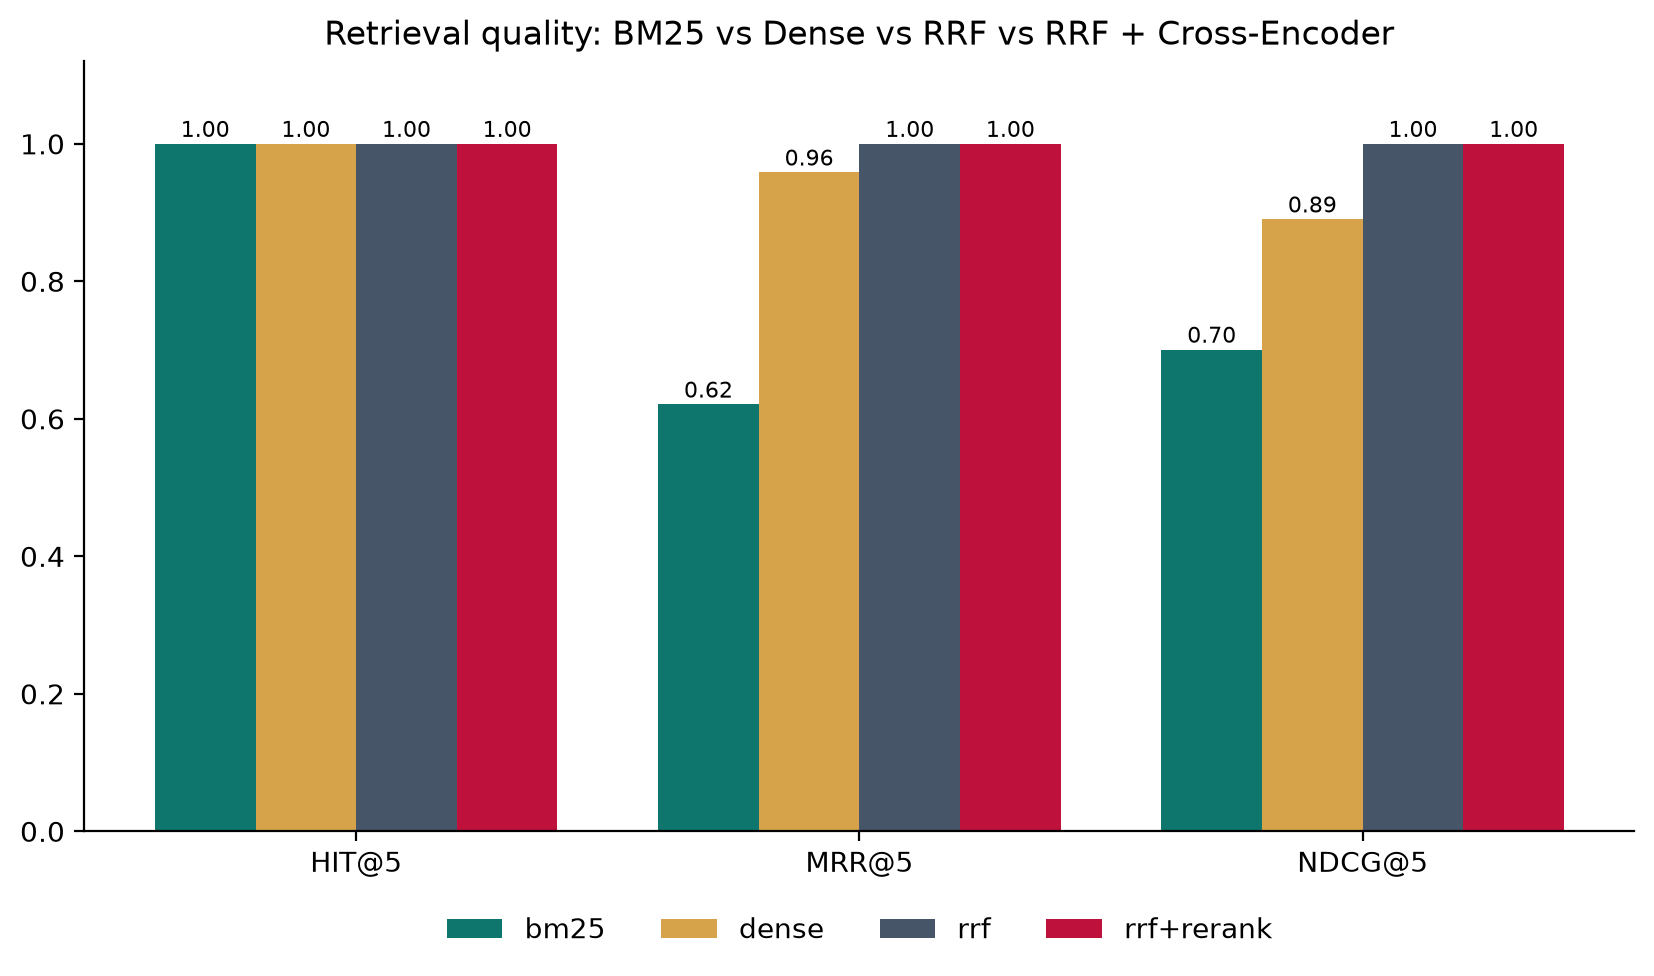 Retrieval quality: BM25 vs Dense vs RRF vs RRF + Cross-Encoder
1.0
0.8
0.6
0.4
0.2
0.0
1.00 1.00 1.00 1.00
0.62 0.96 1.00 1.00
0.70 0.89 1.00 1.00
HIT@5 MRR@5 NDCG@5
bm25 dense rrf rrf+rerank